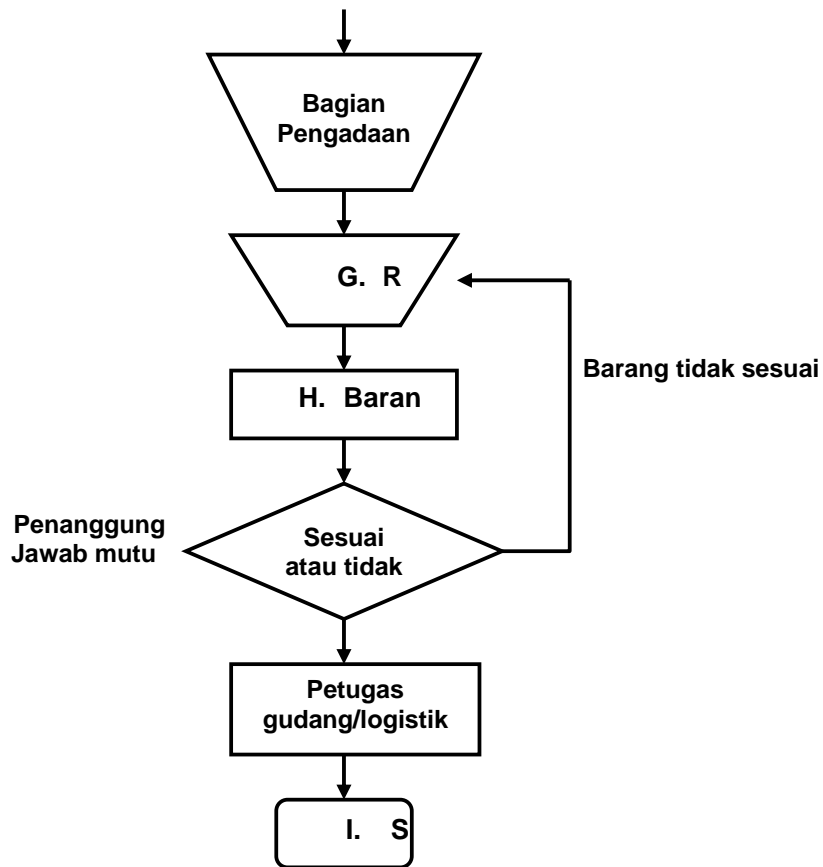 Bagian
Pengadaan
G. R
H. Baran
Barang tidak sesuai
Penanggung
Jawab mutu
Sesuai
atau tidak
Petugas
gudang/logistik
I. S